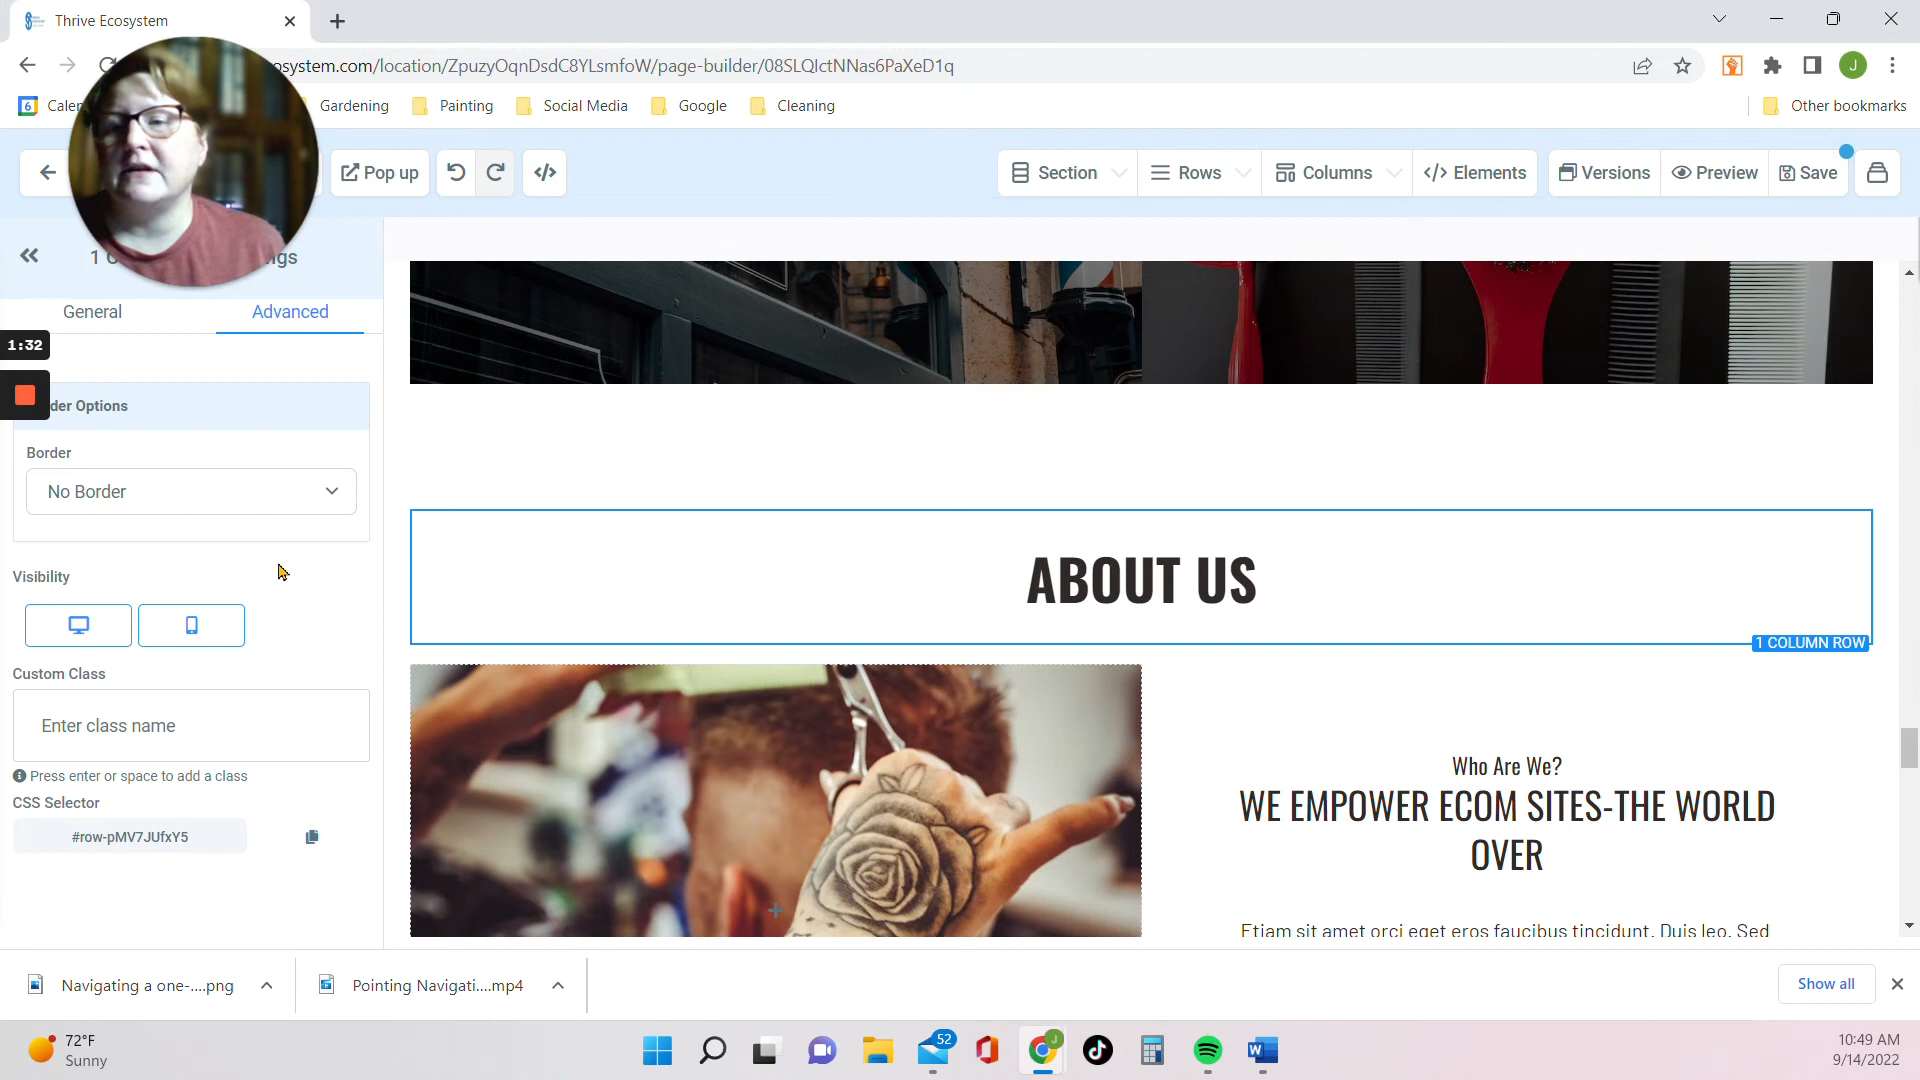 Thrive Ecosystem
osystem.com/location/ZpuzyOqnDsdC8YLsmfoW/page-builder/08SLQIctNNas6PaXeD1q
J
6
Gardening
Painting
Social Media
Google
Cleaning
Other bookmarks
Pop up
Section
Rows
Columns
Elements
Versions
Preview
Save
General
Advanced
1:32
Options
Border
No Border
Visibility
Custom Class
Enter class name
Press enter or space to add a class
CSS Selector
#row-pMV7JUfxY5
ABOUT US
1 COLUMN ROW
Who Are We?
WE EMPOWER ECOM SITES-THE WORLD
OVER
Etiam sit amet orci eget eros faucibus tincidunt. Duis leo. Sed
Navigating a one-....png
Pointing Navigati....mp4
Show all
72°F
Sunny
52
J
10:49 AM
9/14/2022